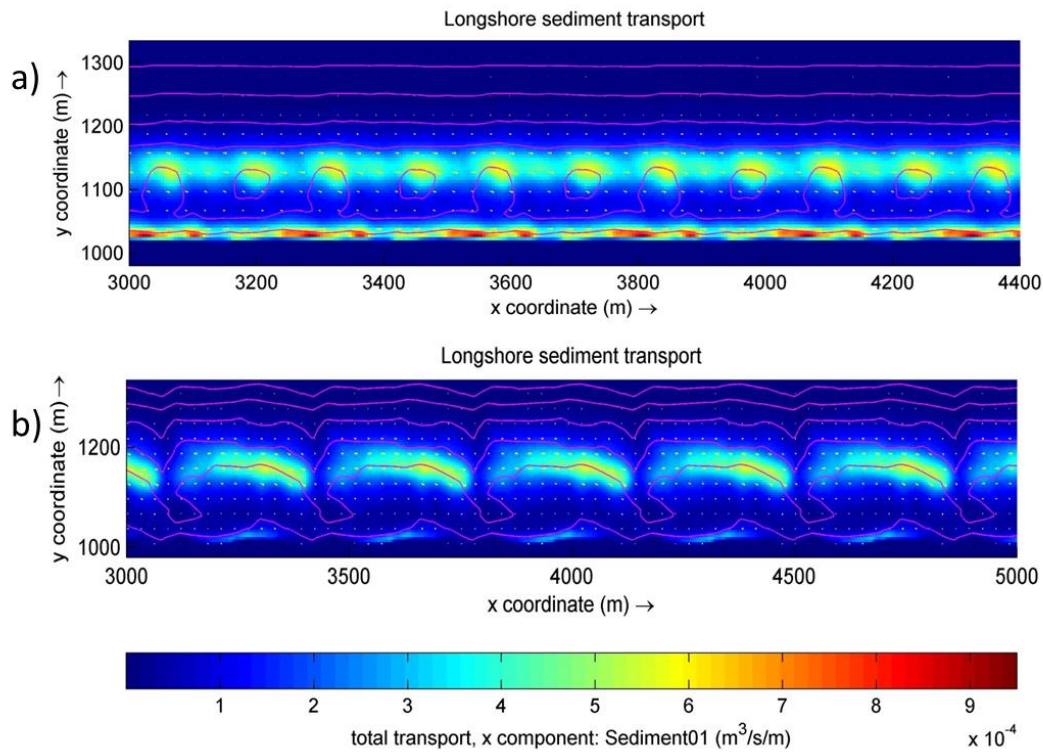 Longshore sediment transport
a)
y coordinate (m) →
1300
1200
1100
1000
3000 3200 3400 3600 3800 4000 4200 4400
x coordinate (m) →
Longshore sediment transport
b)
y coordinate (m) →
1200
1000
3000 3500 4000 4500 5000
x coordinate (m) →
1 2 3 4 5 6 7 8 9
x 10⁻⁴
total transport, x component: Sediment01 (m³/s/m)